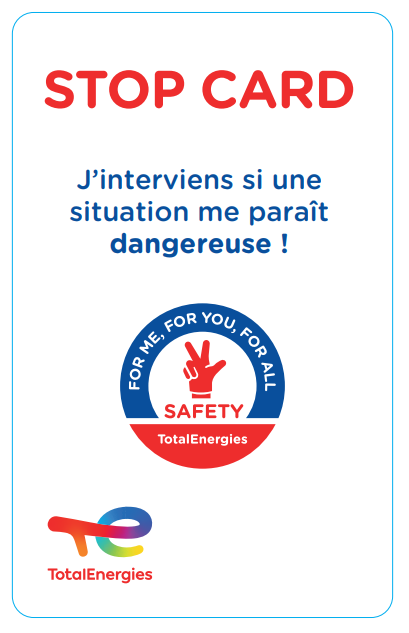 STOP CARD
J’interviens si une
situation me paraît
dangereuse !
FOR ME, FOR YOU, FOR ALL
SAFETY
TotalEnergies
TotalEnergies